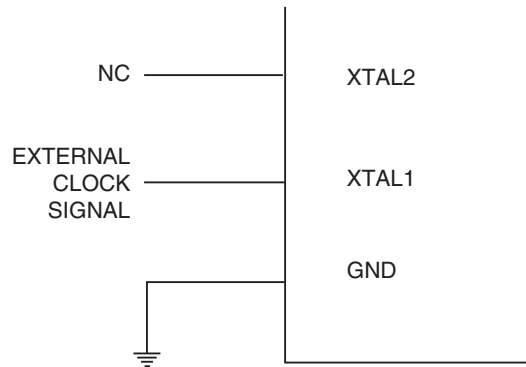 NC
XTAL2
EXTERNAL
CLOCK
SIGNAL
XTAL1
GND